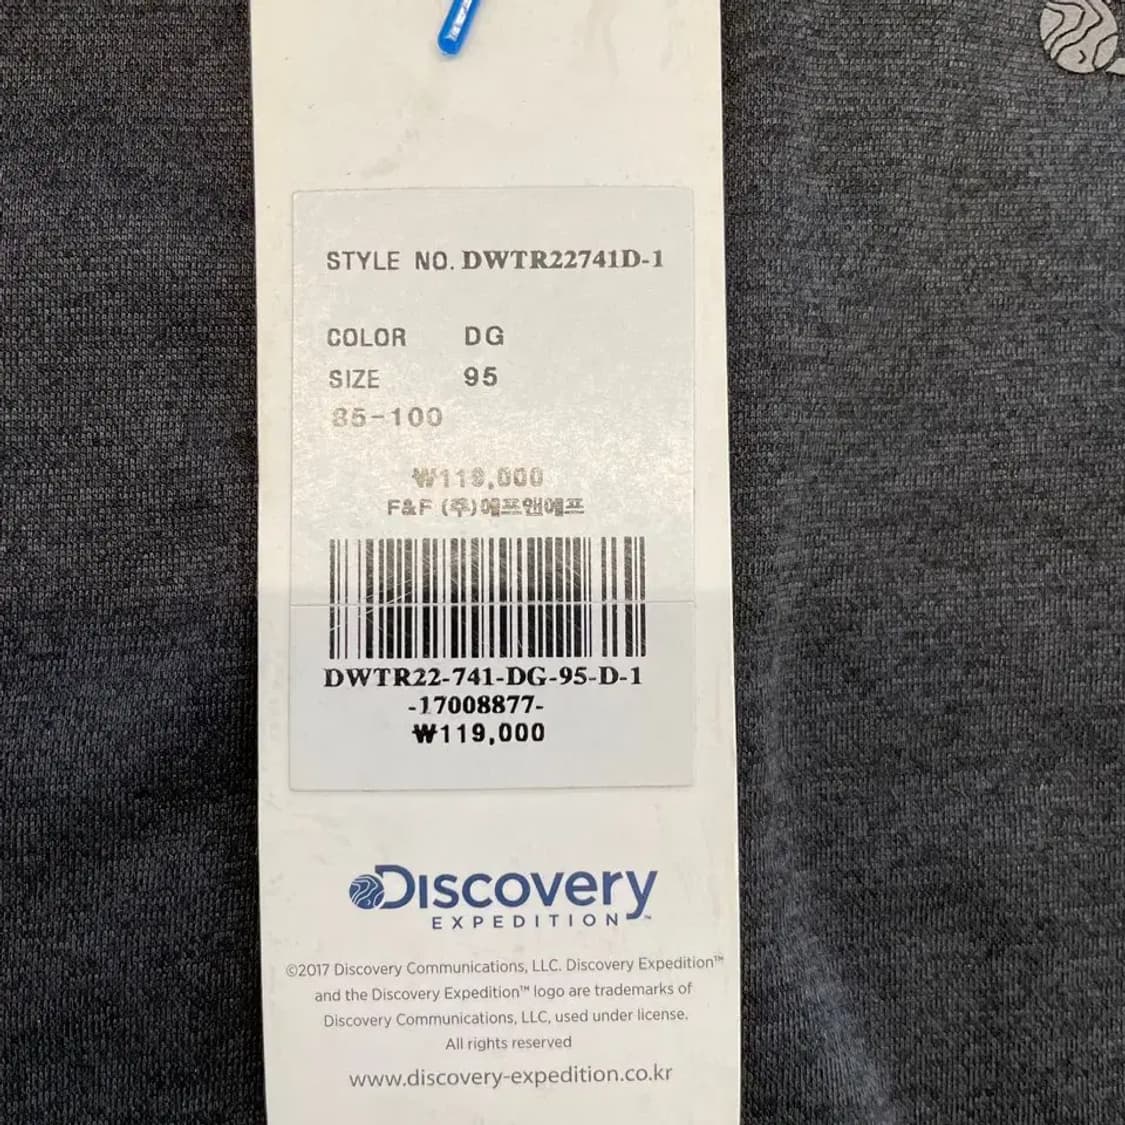 STYLE NO. DWTR22741D-1
COLOR DG
SIZE 95
85-100
₩119,000
F&F (주)에프앤에프
DWTR22-741-DG-95-D-1
-17008877-
₩119,000
Discovery
EXPEDITION™
©2017 Discovery Communications, LLC. Discovery Expedition™
and the Discovery Expedition™ logo are trademarks of
Discovery Communications, LLC, used under license.
All rights reserved
www.discovery-expedition.co.kr